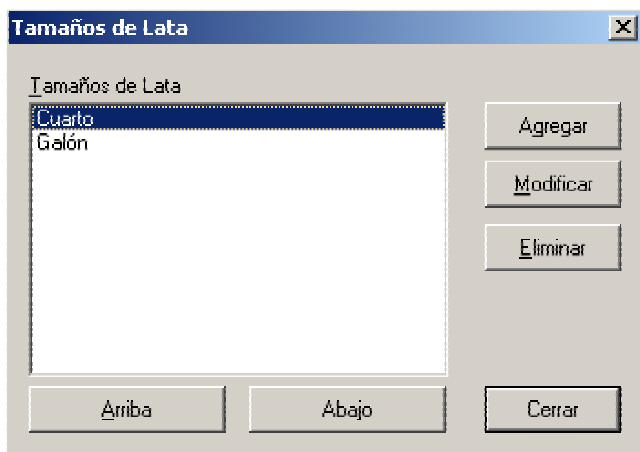 Tamaños de Lata
Tamaños de Lata
Cuarto
Galón
Agregar
Modificar
Eliminar
Arriba
Abajo
Cerrar